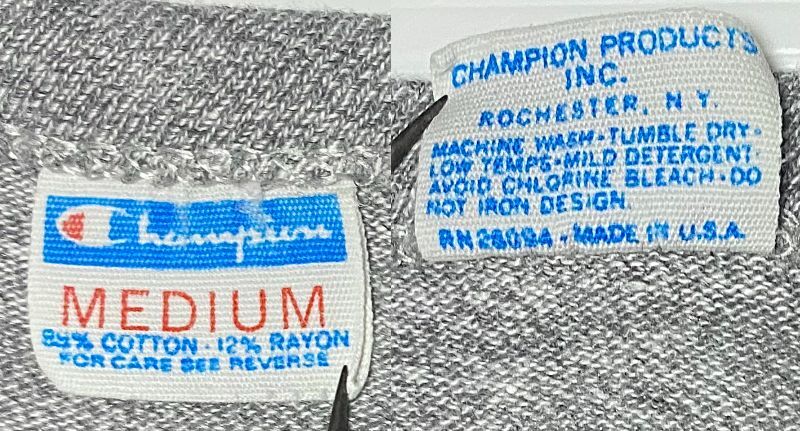 Champion
MEDIUM
88% COTTON - 12% RAYON
FOR CARE SEE REVERSE
CHAMPION PRODUCTS
INC.
ROCHESTER, N.Y.
MACHINE WASH-TUMBLE DRY-
LOW TEMPS-MILD DETERGENT-
AVOID CHLORINE BLEACH-DO
NOT IRON DESIGN.
RN26094 - MADE IN U.S.A.